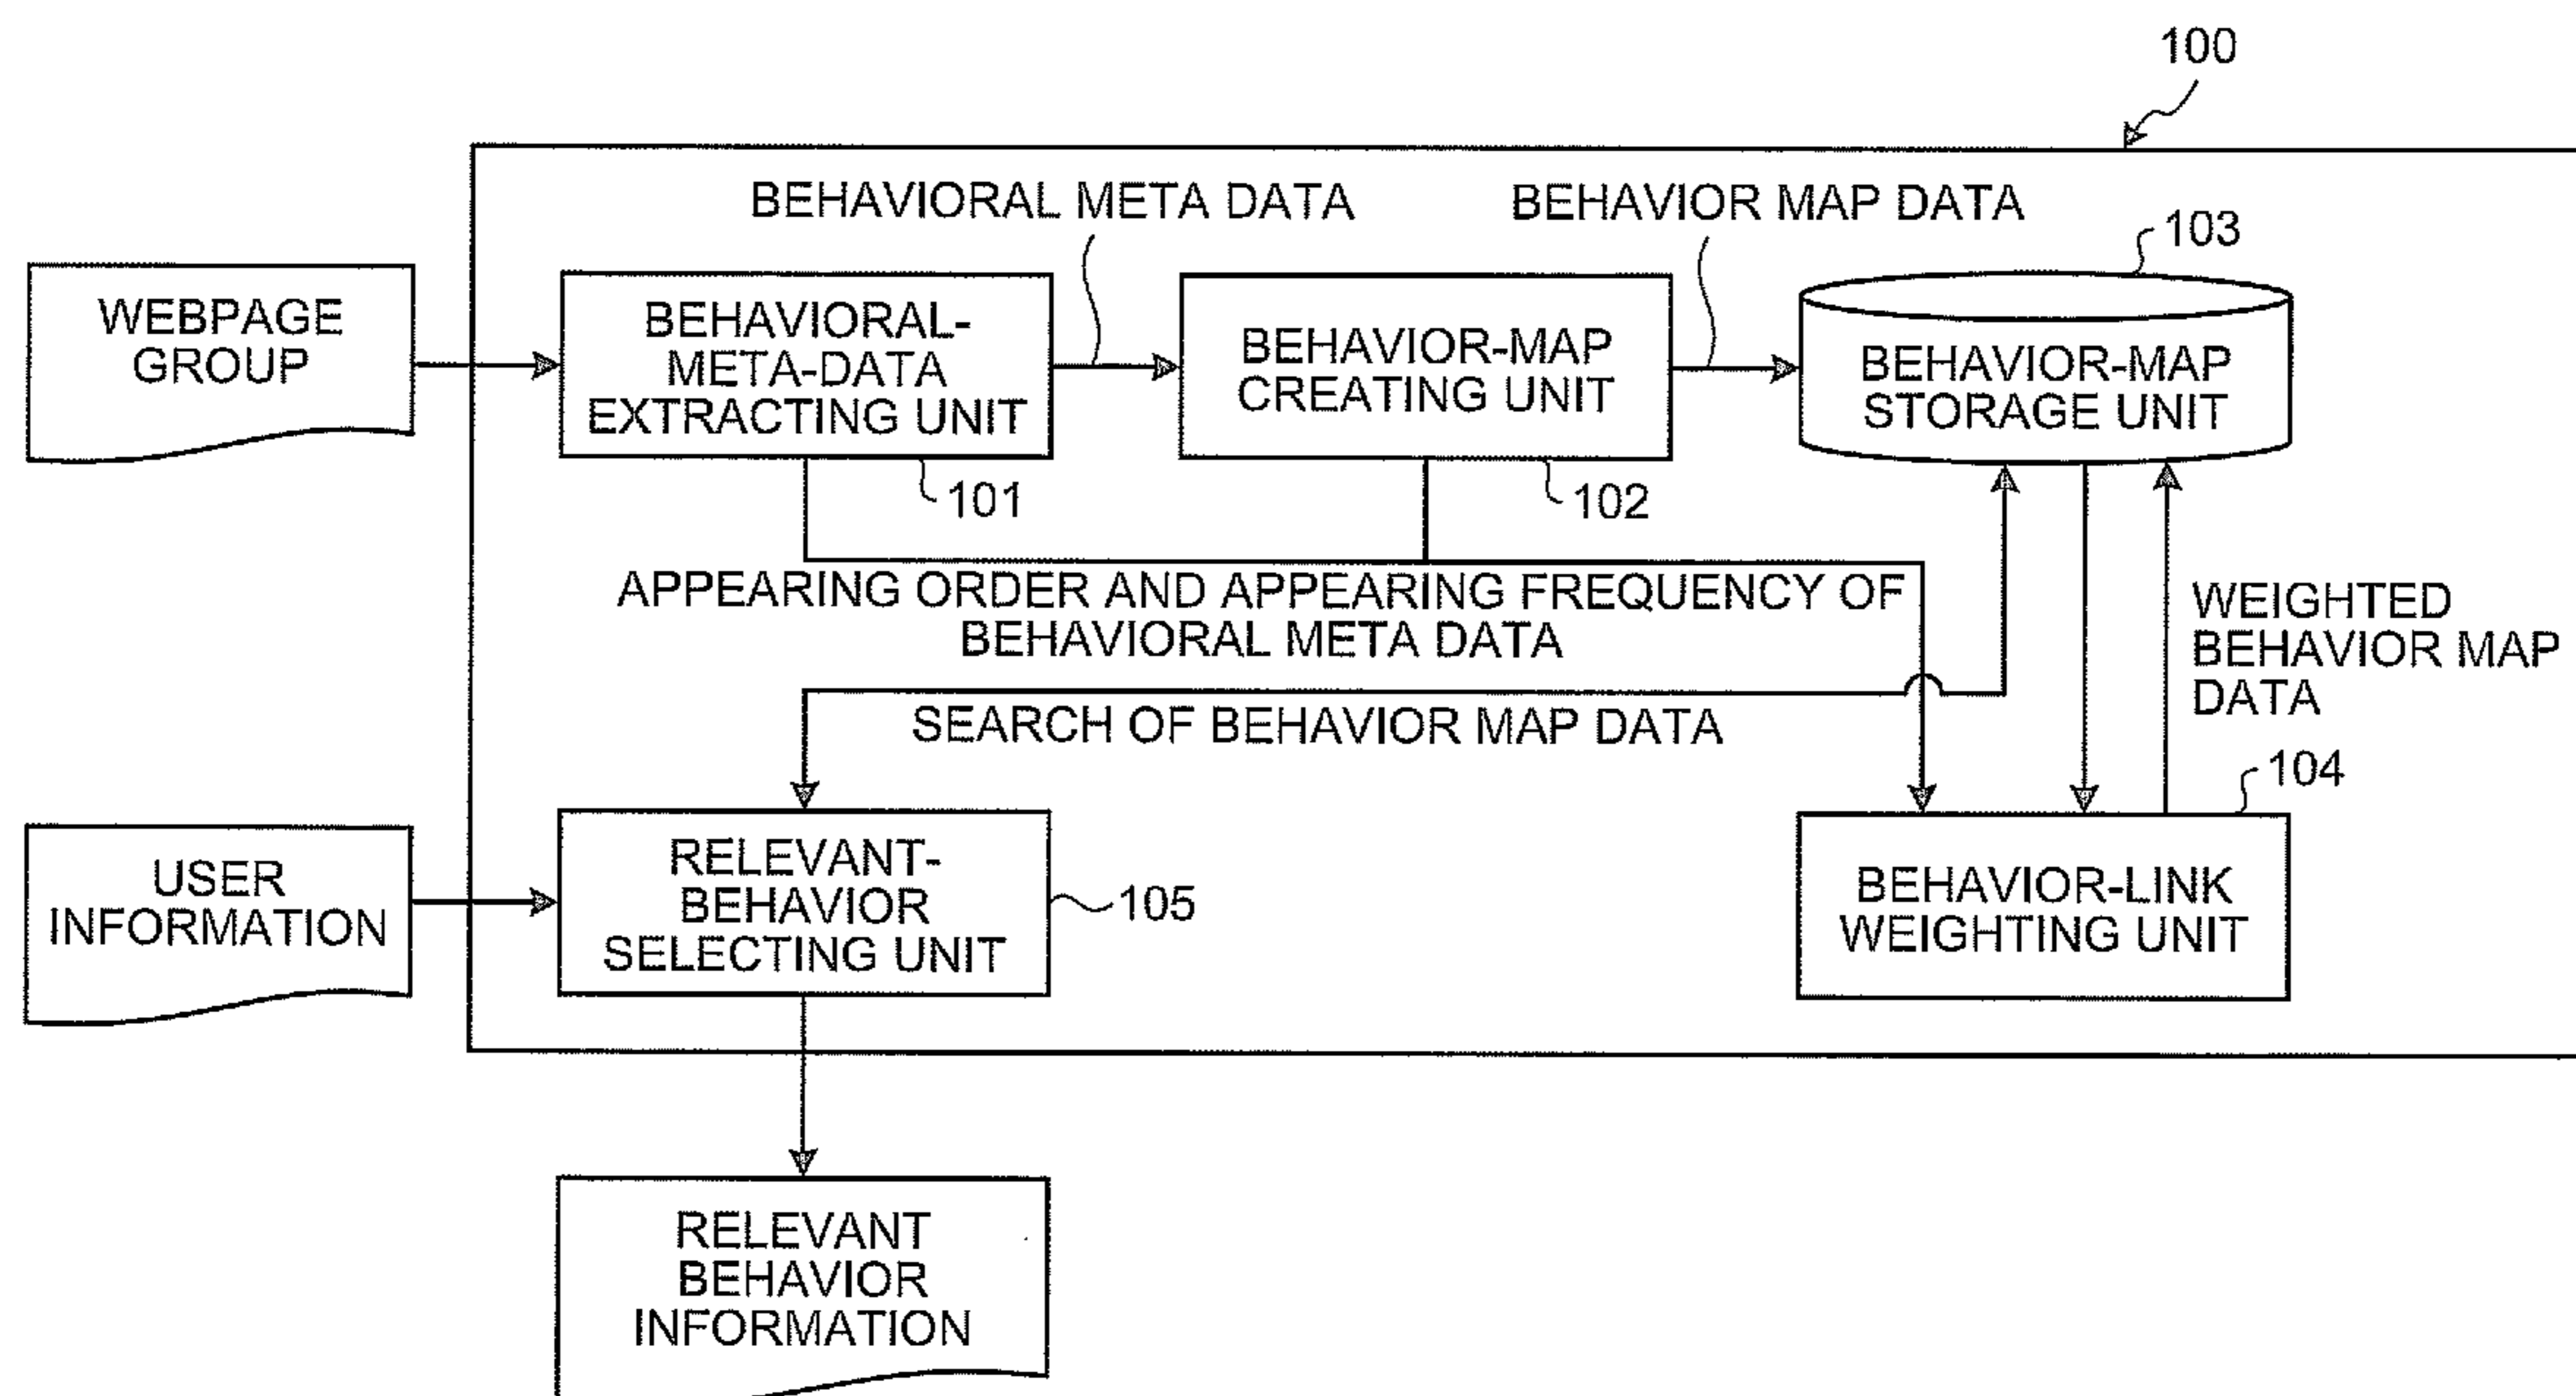 100
BEHAVIORAL META DATA
BEHAVIOR MAP DATA
103
WEBPAGE
GROUP
BEHAVIORAL-
META-DATA
EXTRACTING UNIT
BEHAVIOR-MAP
CREATING UNIT
BEHAVIOR-MAP
STORAGE UNIT
101
102
APPEARING ORDER AND APPEARING FREQUENCY OF
BEHAVIORAL META DATA
WEIGHTED
BEHAVIOR MAP
DATA
SEARCH OF BEHAVIOR MAP DATA
104
USER
INFORMATION
RELEVANT-
BEHAVIOR
SELECTING UNIT
105
BEHAVIOR-LINK
WEIGHTING UNIT
RELEVANT
BEHAVIOR
INFORMATION